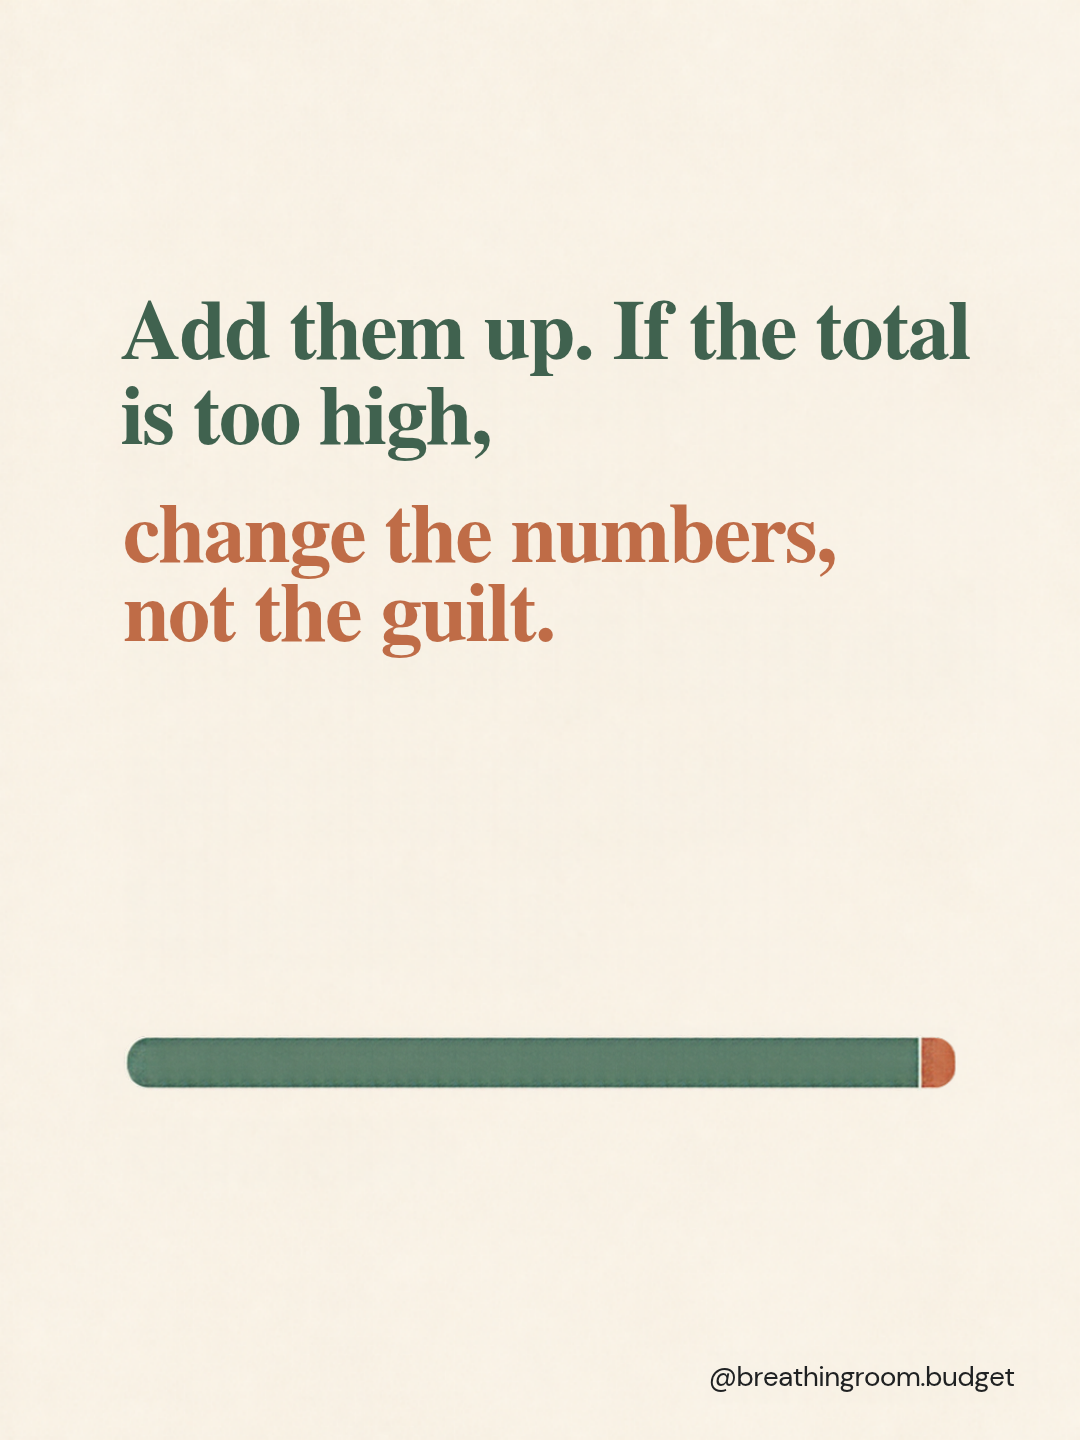 Add them up. If the total
is too high,
change the numbers,
not the guilt.
@breathingroom.budget